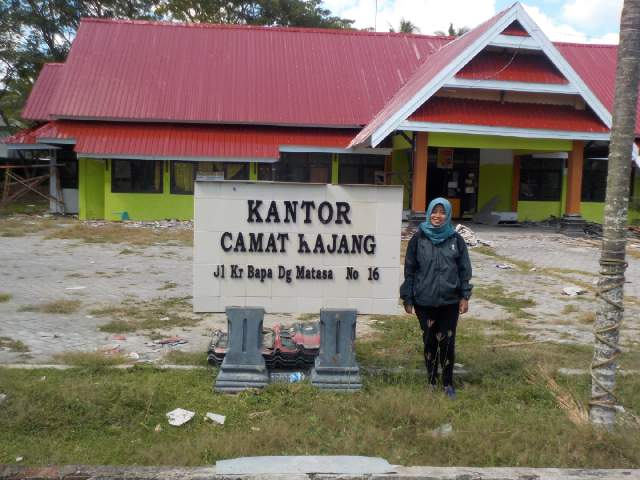 KANTOR
CAMAT KAJANG
Jl Kr Bapa Dg Matasa No 16